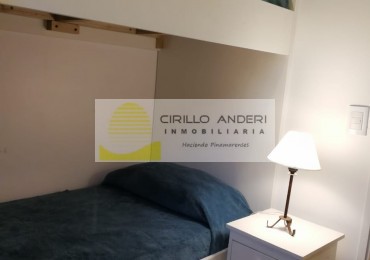 CIRILLO ANDERI
INMOBILIARIA
Haciendo Pinamarenses